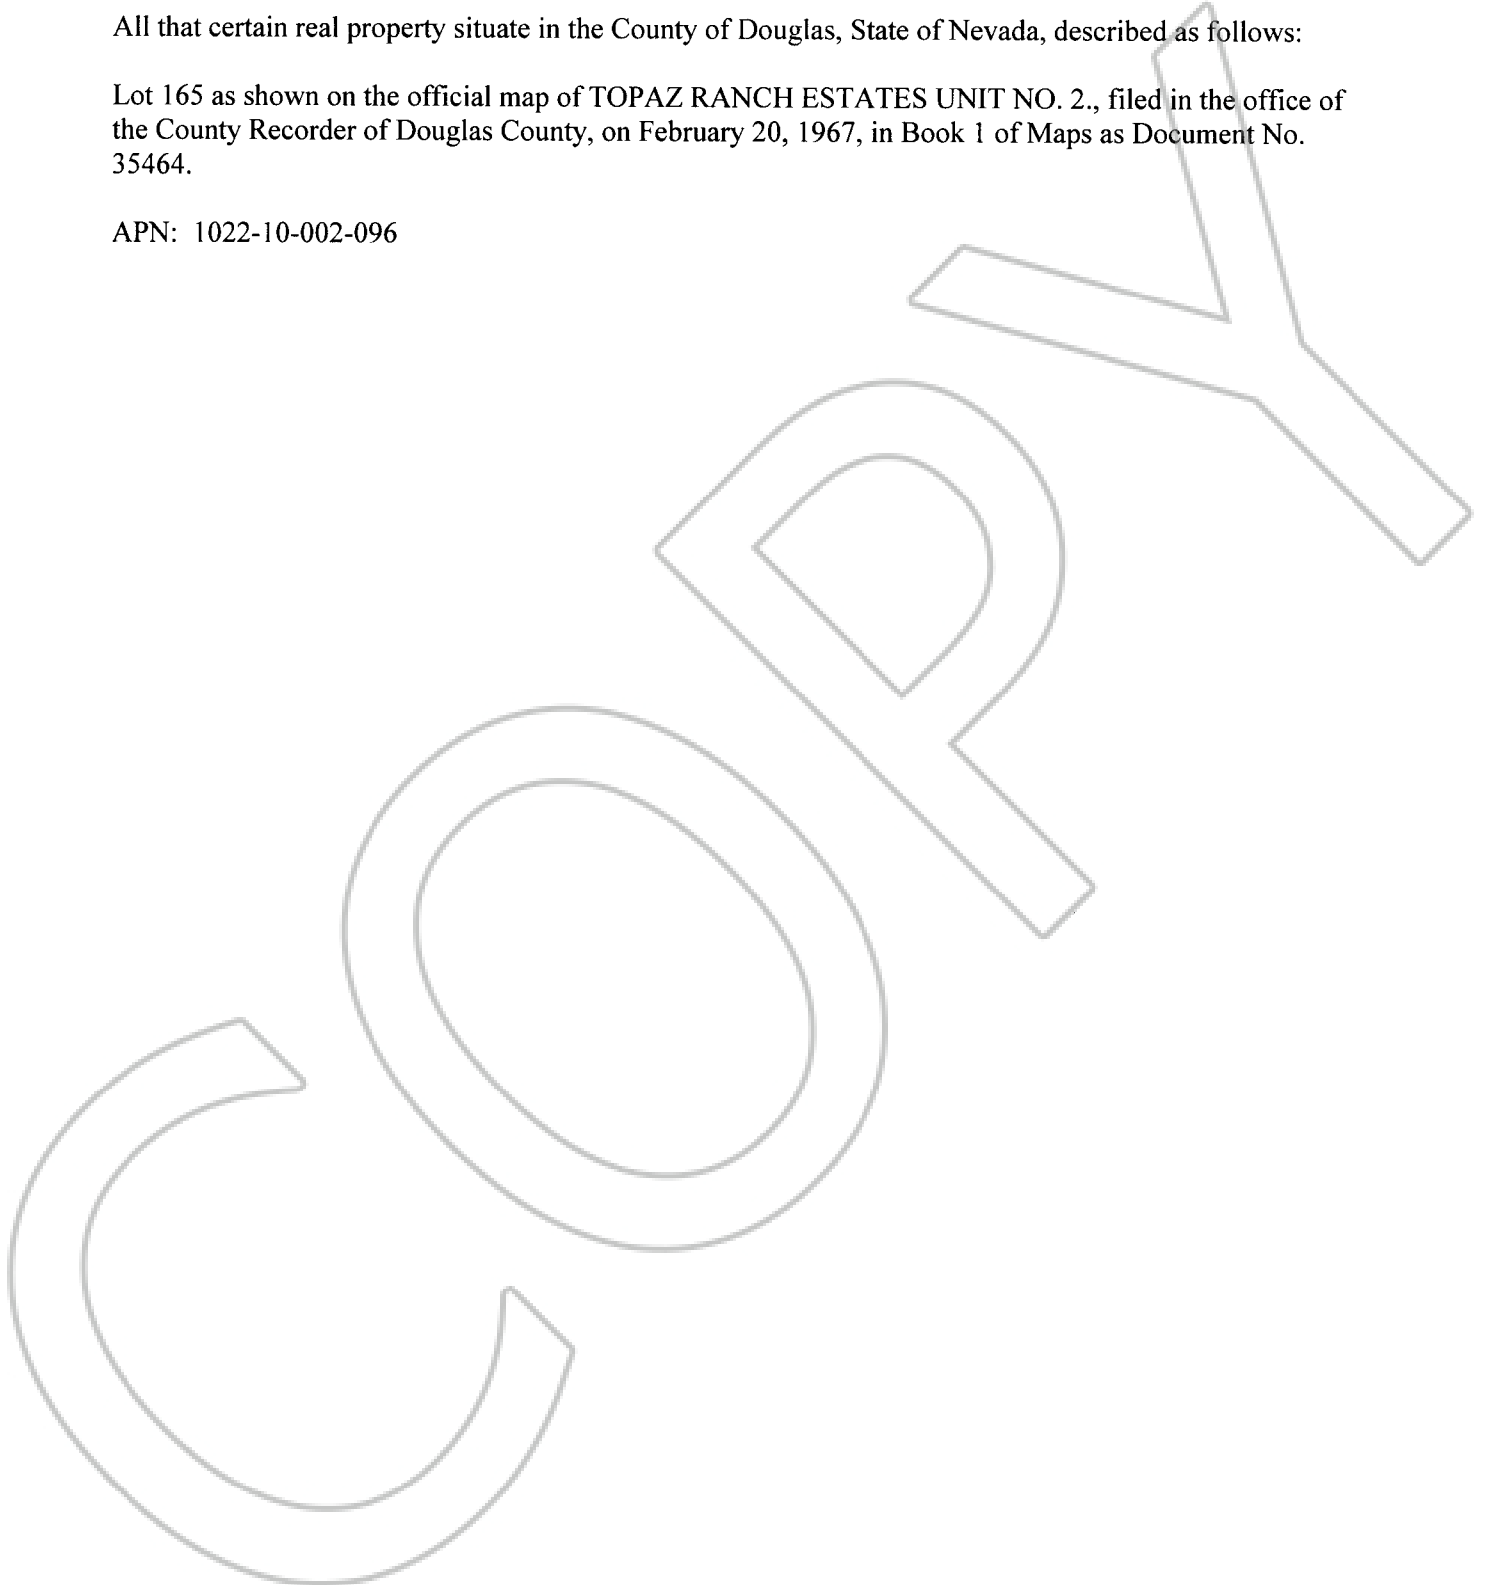 All that certain real property situate in the County of Douglas, State of Nevada, described as follows:
Lot 165 as shown on the official map of TOPAZ RANCH ESTATES UNIT NO. 2., filed in the office of
the County Recorder of Douglas County, on February 20, 1967, in Book 1 of Maps as Document No.
35464.
APN: 1022-10-002-096
COPY